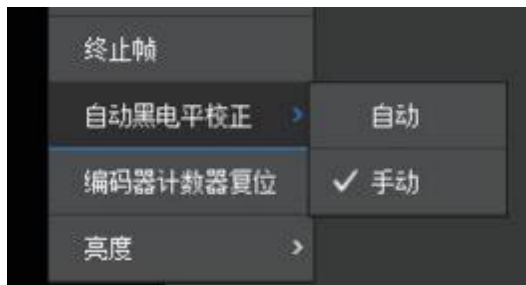 终止帧
自动黑电平校正
自动
编码器计数器复位
手动
亮度